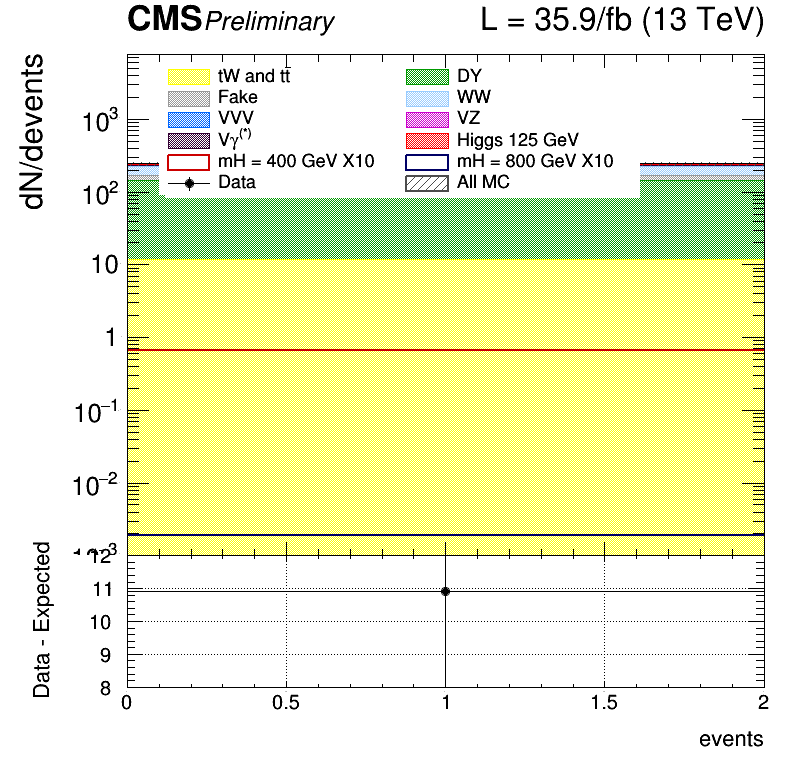 CMS Preliminary L = 35.9/fb (13 TeV)
dN/devents
tW and tt̄ DY
Fake WW
VVV VZ
Vγ(*) Higgs 125 GeV
mH = 400 GeV X10 mH = 800 GeV X10
Data All MC
10³
10²
10
1
10⁻¹
10⁻²
Data - Expected
12
11
10
9
8
0 0.5 1 1.5 2
events